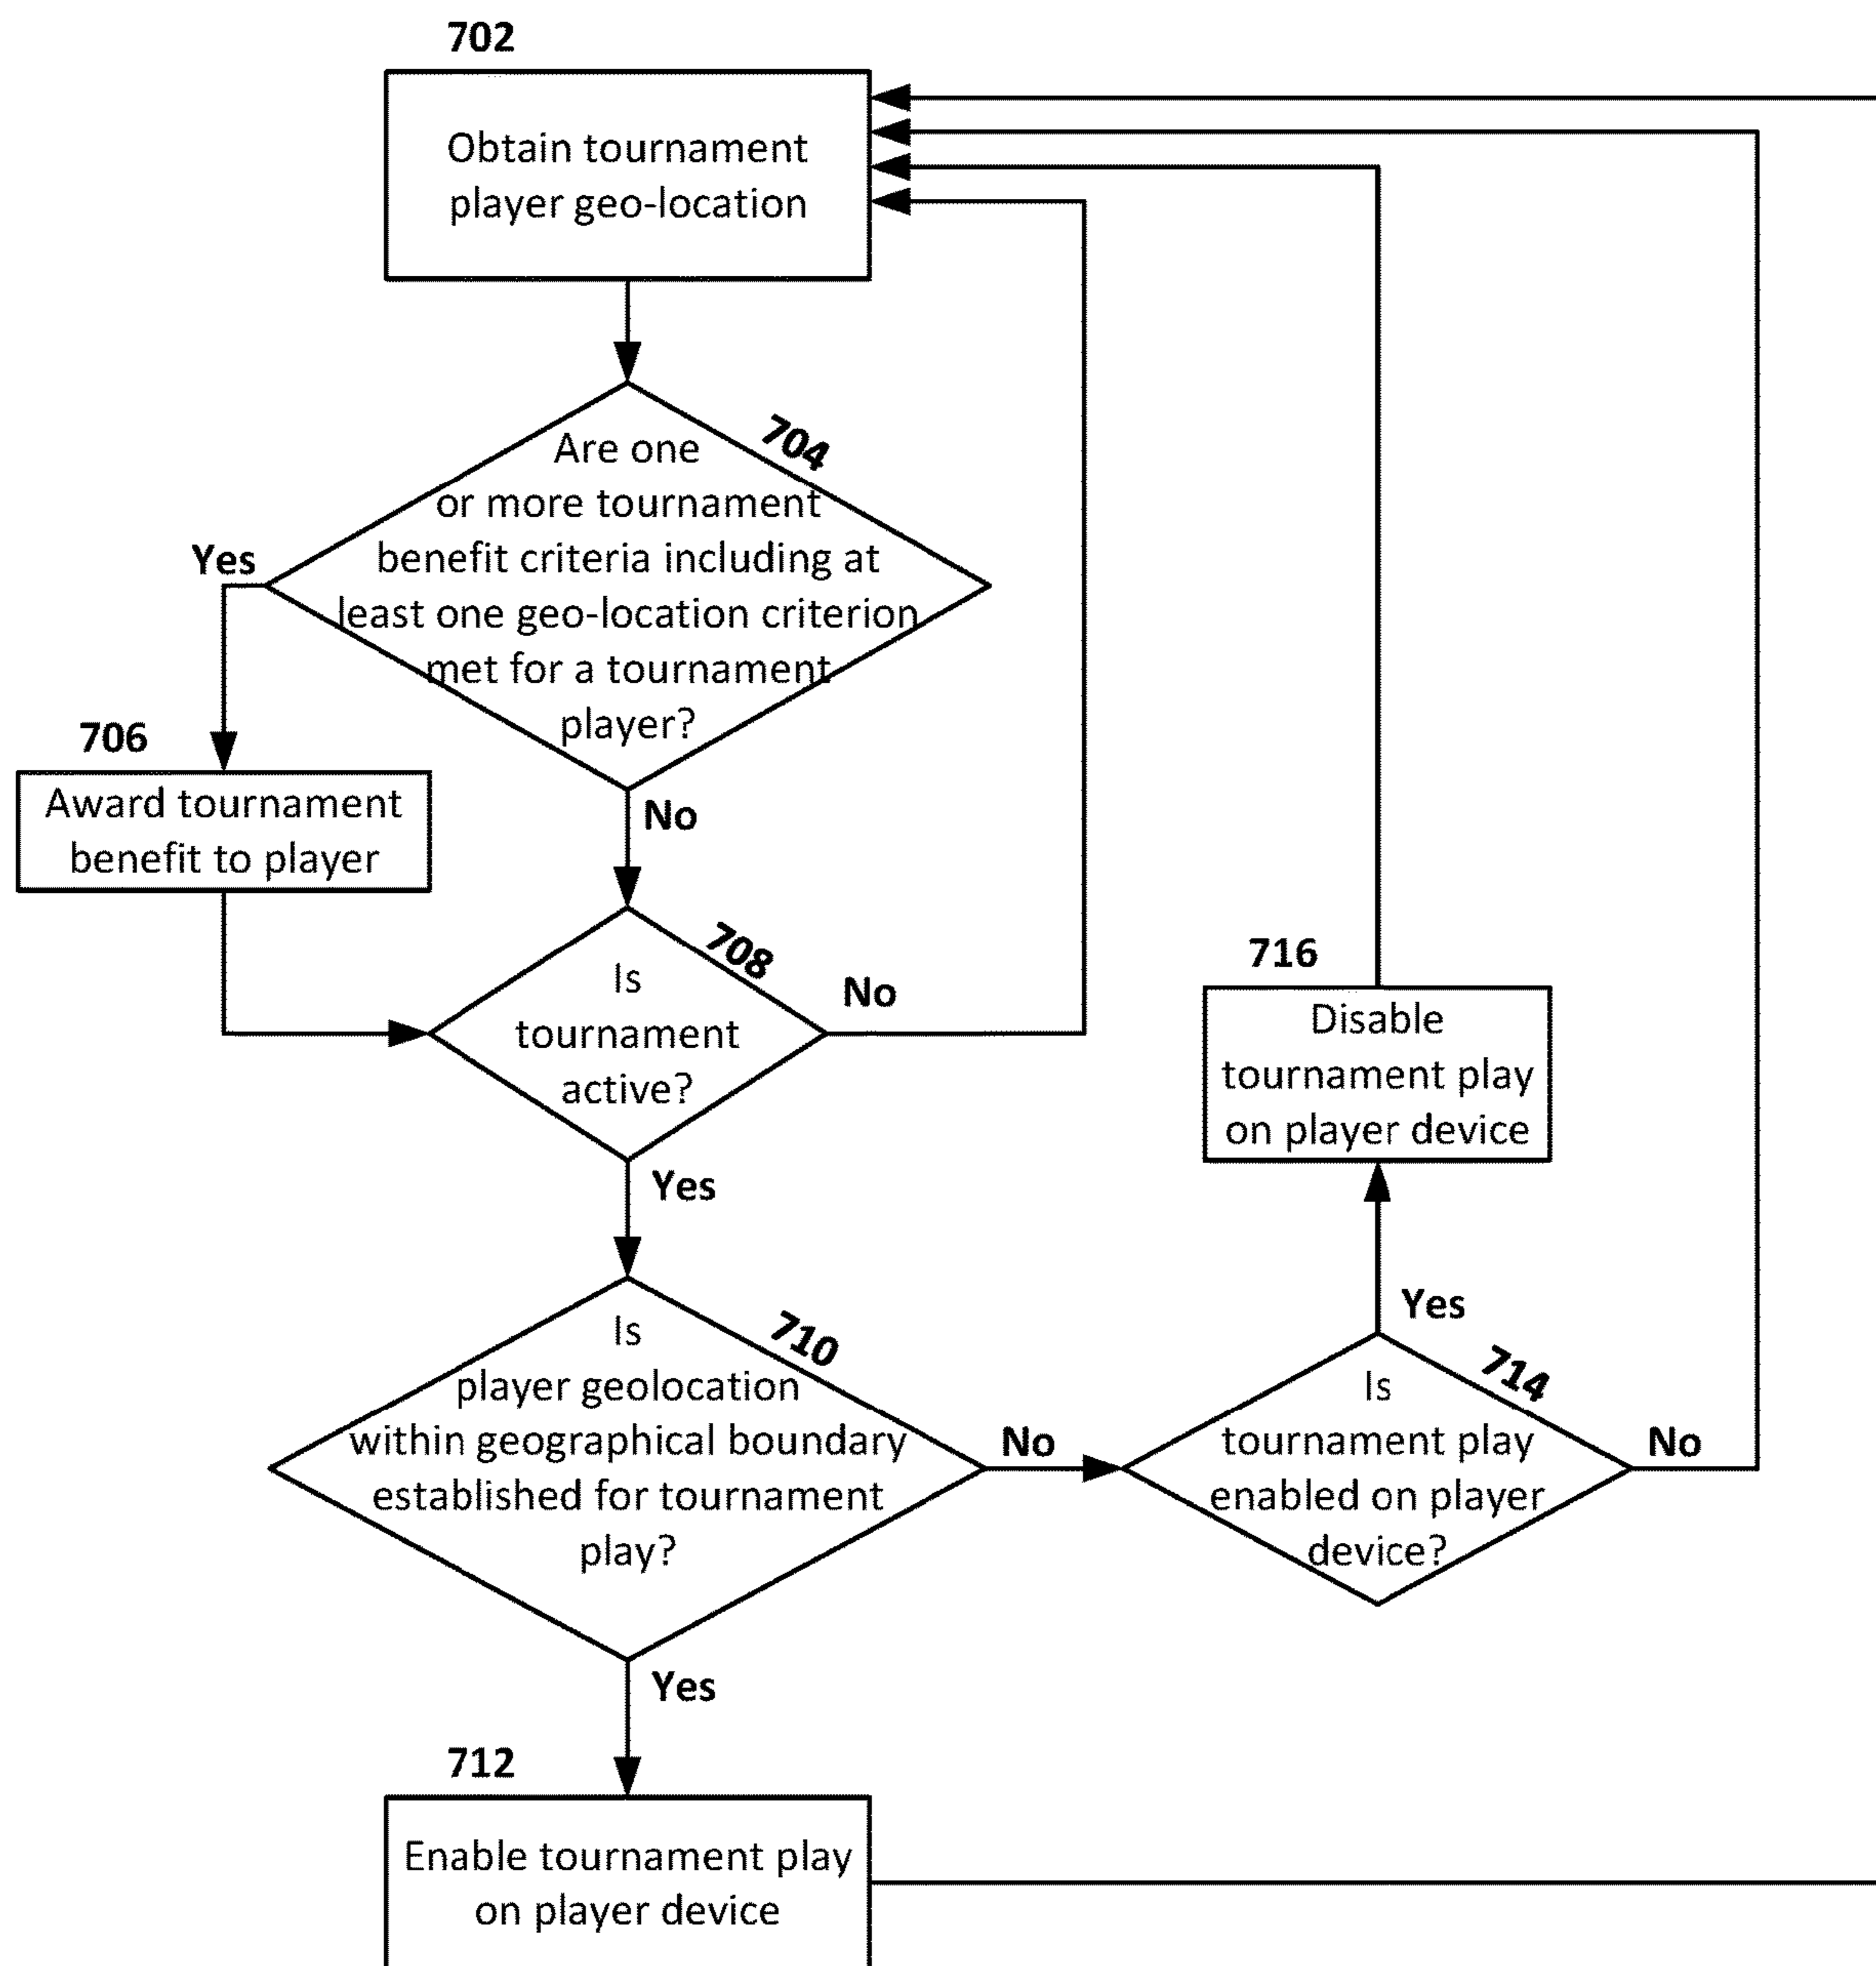 702
Obtain tournament
player geo-location
704
Are one
or more tournament
benefit criteria including at
least one geo-location criterion
met for a tournament
player?
Yes
No
706
Award tournament
benefit to player
708
Is
tournament
active?
No
Yes
716
Disable
tournament play
on player device
710
Is
player geolocation
within geographical boundary
established for tournament
play?
No
Yes
714
Is
tournament play
enabled on player
device?
Yes
No
712
Enable tournament play
on player device